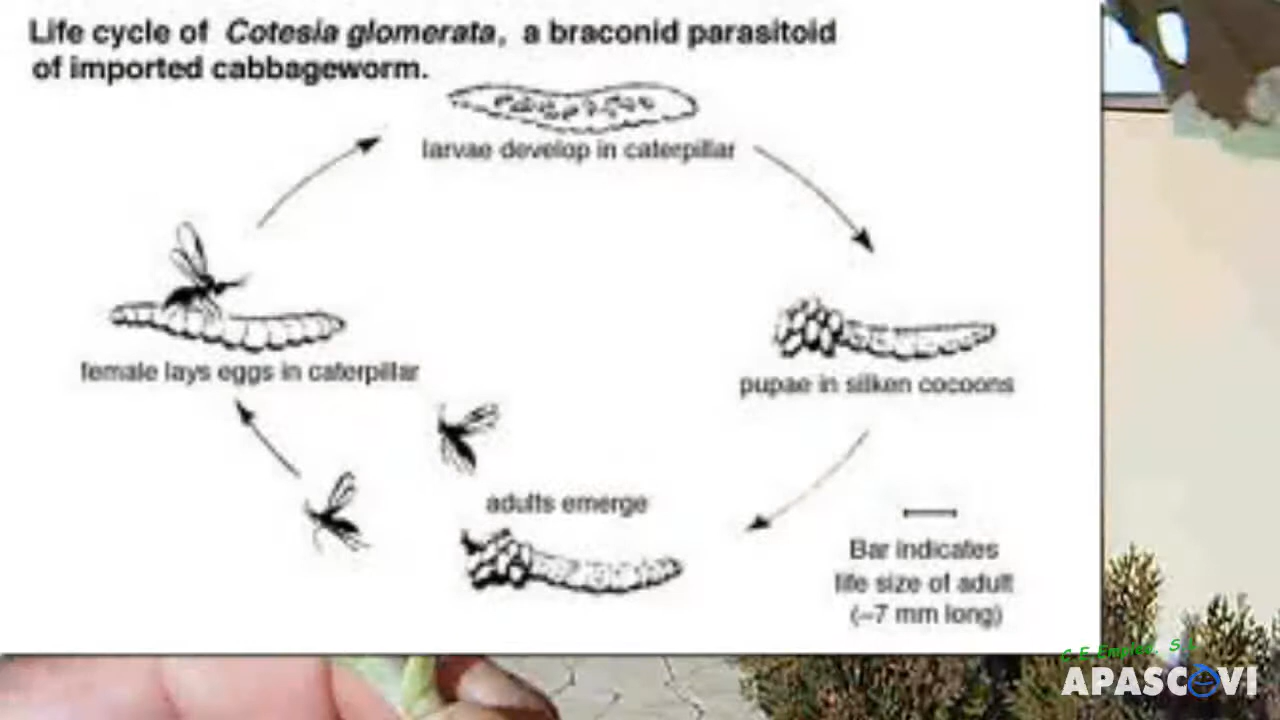 Life cycle of Cotesia glomerata, a braconid parasitoid
of imported cabbageworm.
larvae develop in caterpillar
female lays eggs in caterpillar
pupae in silken cocoons
adults emerge
Bar indicates
life size of adult
(~7 mm long)
C E Empleo, S L
APASCOVI